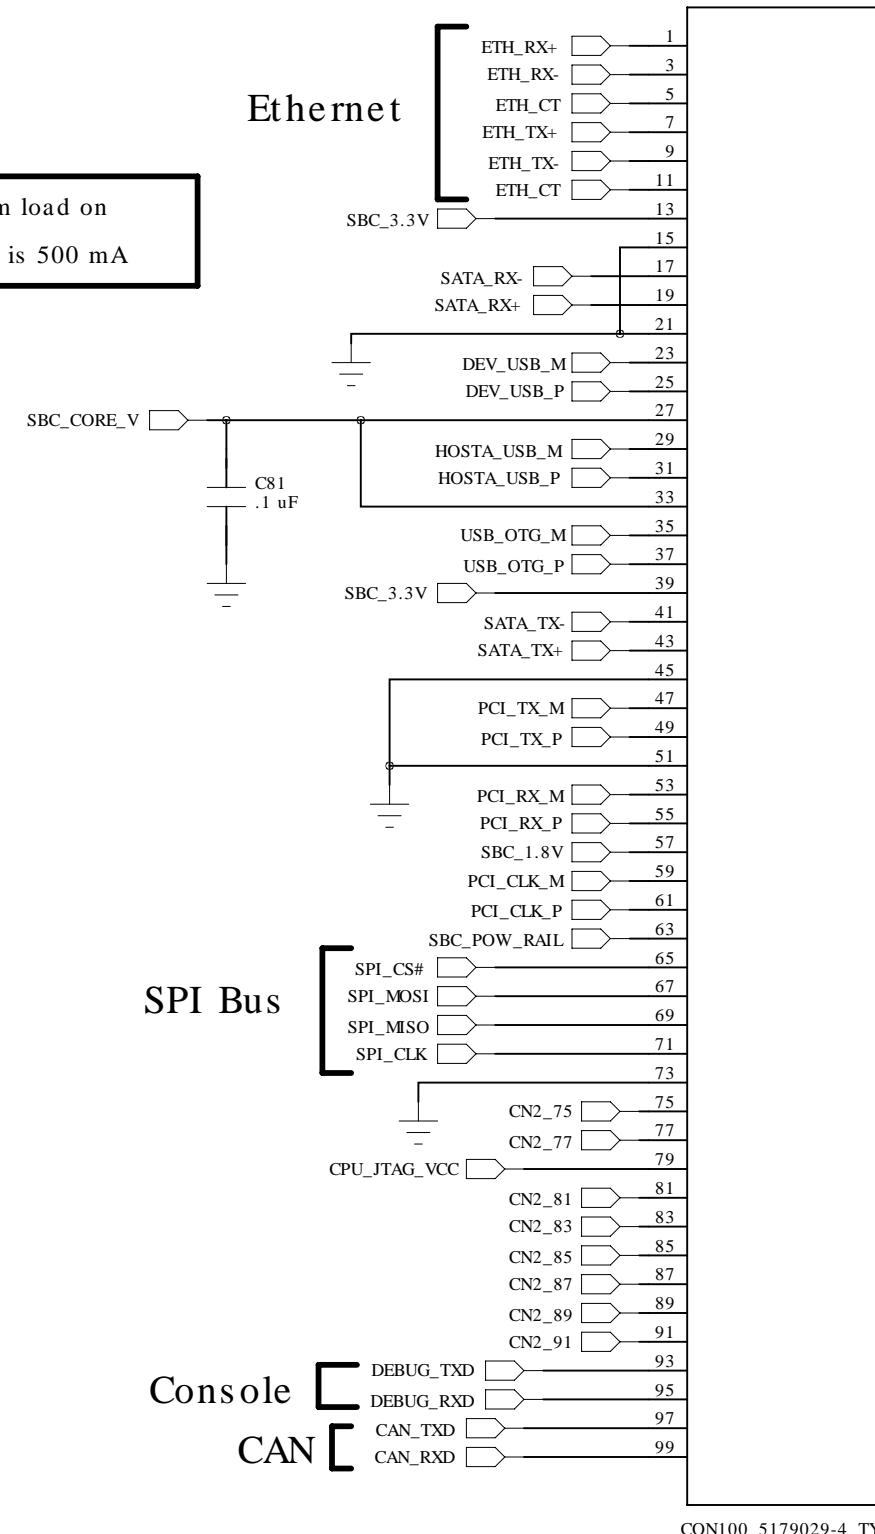 1
ETH_RX+
3
ETH_RX-
5
ETH_CT
Ethernet
7
ETH_TX+
9
ETH_TX-
11
ETH_CT
load on
is 500 mA
13
SBC_3.3V
15
17
SATA_RX-
19
SATA_RX+
21
23
DEV_USB_M
25
DEV_USB_P
27
SBC_CORE_V
29
HOSTA_USB_M
31
HOSTA_USB_P
C81
.1 uF
33
35
USB_OTG_M
37
USB_OTG_P
39
SBC_3.3V
41
SATA_TX-
43
SATA_TX+
45
47
PCI_TX_M
49
PCI_TX_P
51
53
PCI_RX_M
55
PCI_RX_P
57
SBC_1.8V
59
PCI_CLK_M
61
PCI_CLK_P
63
SBC_POW_RAIL
65
SPI_CS#
SPI Bus
67
SPI_MOSI
69
SPI_MISO
71
SPI_CLK
73
75
CN2_75
77
CN2_77
79
CPU_JTAG_VCC
81
CN2_81
83
CN2_83
85
CN2_85
87
CN2_87
89
CN2_89
91
CN2_91
93
DEBUG_TXD
Console
95
DEBUG_RXD
97
CAN_TXD
CAN
99
CAN_RXD
CON100_5179029-4_TY